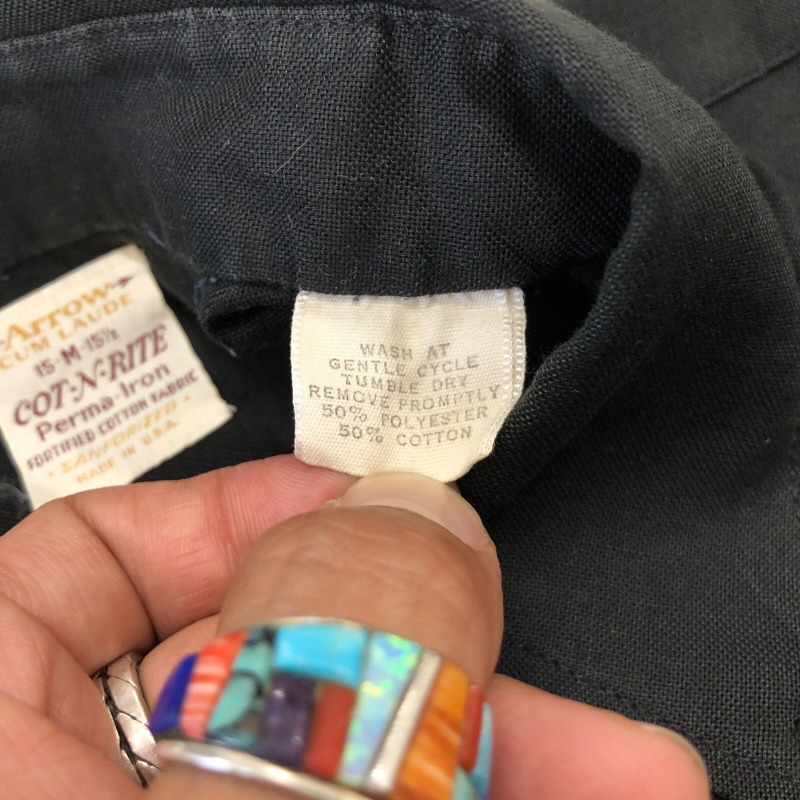 -Arrow→
CUM LAUDE
15-M-15½
COT-N-RITE
Perma-Iron
FORTIFIED COTTON FABRIC
·SANFORIZED·
MADE IN U.S.A.
WASH AT
GENTLE CYCLE
TUMBLE DRY
REMOVE PROMPTLY
50% POLYESTER
50% COTTON